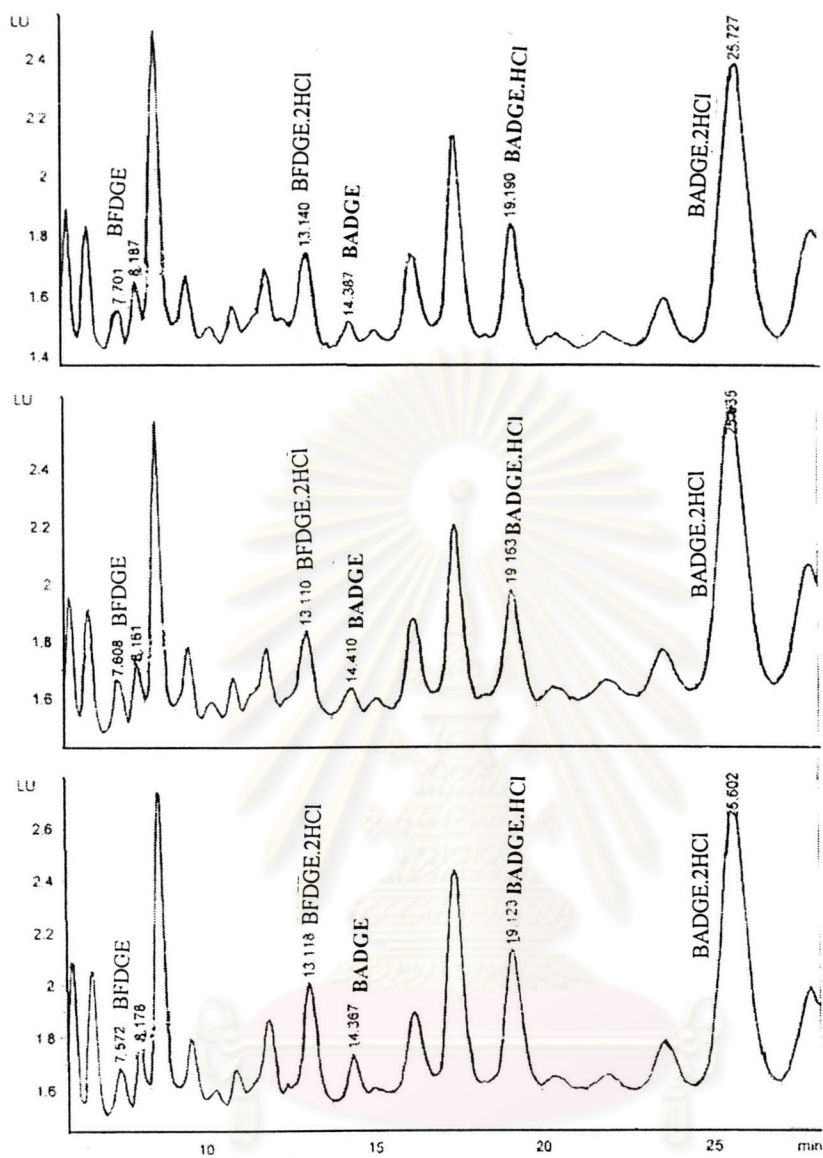 LU
2.4
2.2
2
1.8
1.6
1.4
7.701 BFDGE
8.187
13.140 BFDGE.2HCl
14.387 BADGE
19.190 BADGE.HCl
BADGE.2HCl
25.727
LU
2.4
2.2
2
1.8
1.6
7.608 BFDGE
8.161
13.110 BFDGE.2HCl
14.410 BADGE
19.163 BADGE.HCl
BADGE.2HCl
LU
2.6
2.4
2.2
2
1.8
1.6
7.572 BFDGE
8.178
13.118 BFDGE.2HCl
14.367 BADGE
19.123 BADGE.HCl
BADGE.2HCl
25.602
10
15
20
25
min